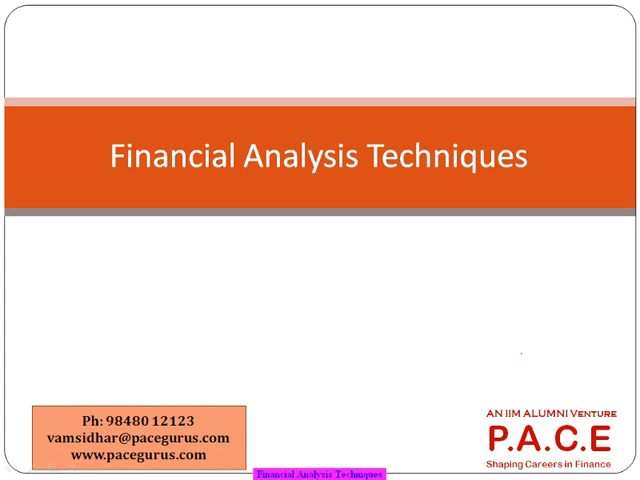 Financial Analysis Techniques
Ph: 98480 12123
vamsidhar@pacegurus.com
www.pacegurus.com
AN IIM ALUMNI VENTURE
P.A.C.E
Shaping Careers in Finance
Financial Analysis Techniques